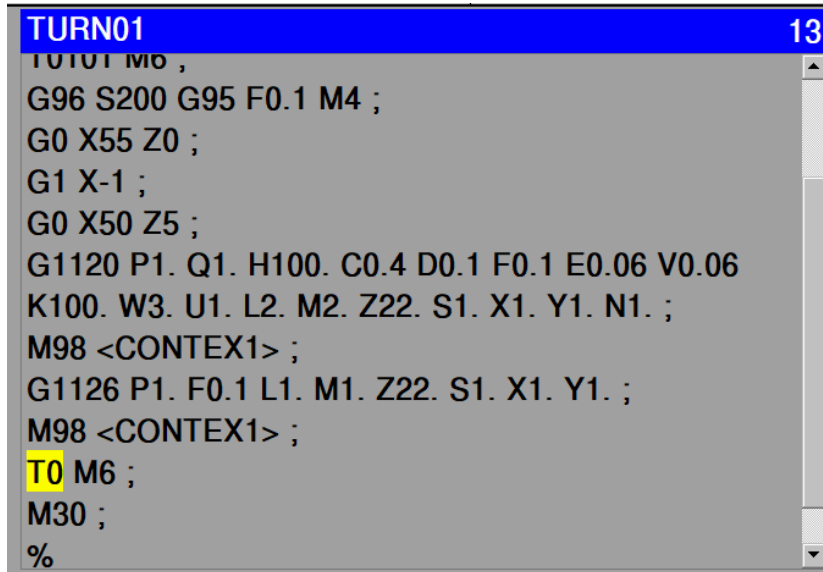 TURN01 13
T0101 M6 ;
G96 S200 G95 F0.1 M4 ;
G0 X55 Z0 ;
G1 X-1 ;
G0 X50 Z5 ;
G1120 P1. Q1. H100. C0.4 D0.1 F0.1 E0.06 V0.06
K100. W3. U1. L2. M2. Z22. S1. X1. Y1. N1. ;
M98 <CONTEX1> ;
G1126 P1. F0.1 L1. M1. Z22. S1. X1. Y1. ;
M98 <CONTEX1> ;
T0 M6 ;
M30 ;
%